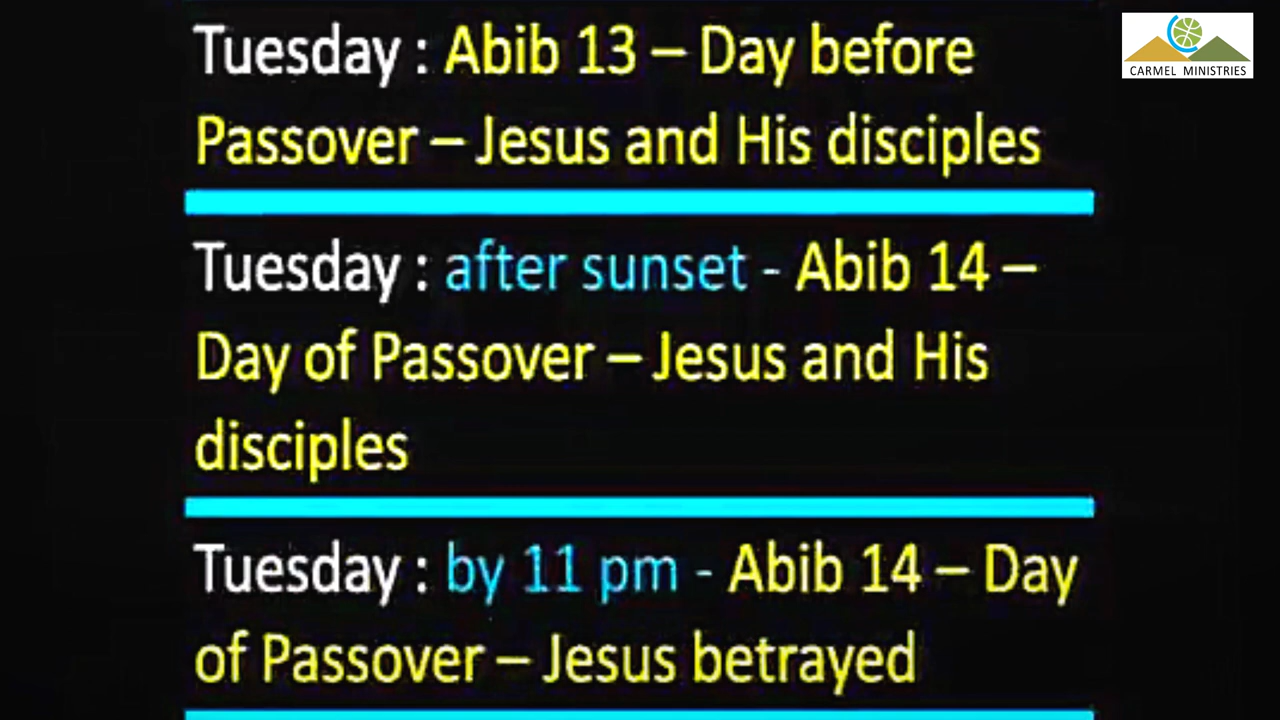 Tuesday : Abib 13 – Day before
Passover – Jesus and His disciples
Tuesday : after sunset - Abib 14 –
Day of Passover – Jesus and His
disciples
Tuesday : by 11 pm - Abib 14 – Day
of Passover – Jesus betrayed
CARMEL MINISTRIES